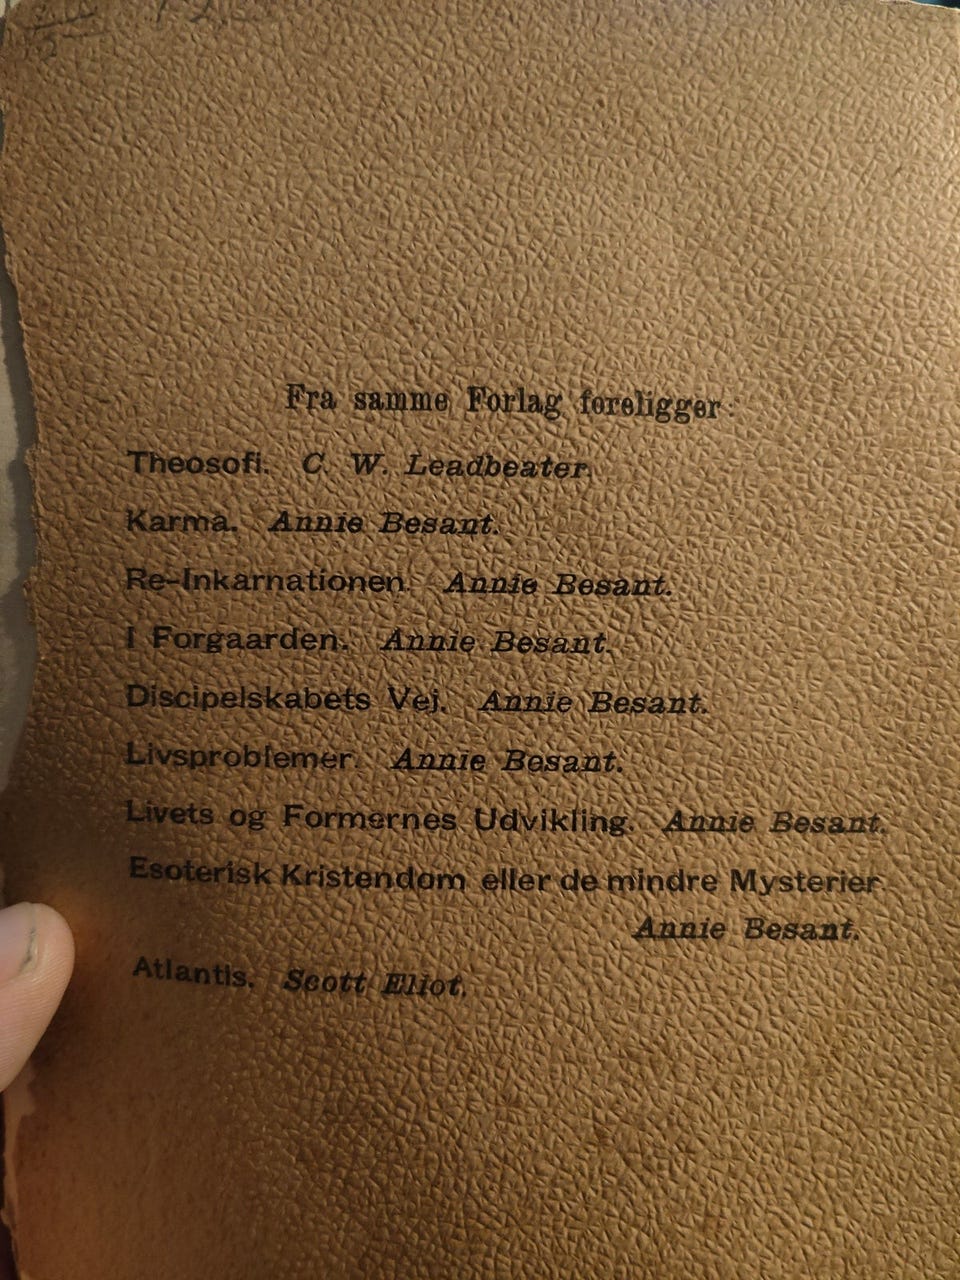 Fra samme Forlag foreligger:
Theosofi. C. W. Leadbeater.
Karma. Annie Besant.
Re-Inkarnationen. Annie Besant.
I Forgaarden. Annie Besant.
Discipelskabets Vej. Annie Besant.
Livsproblemer. Annie Besant.
Livets og Formernes Udvikling. Annie Besant.
Esoterisk Kristendom eller de mindre Mysterier.
Annie Besant.
Atlantis. Scott Eliot.